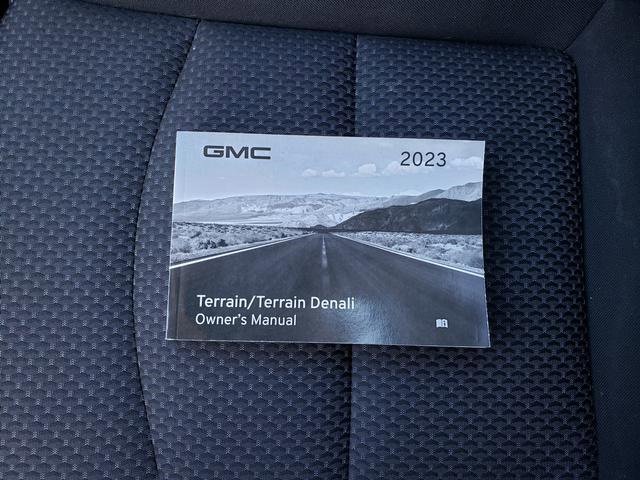 GMC
2023
Terrain/Terrain Denali
Owner's Manual